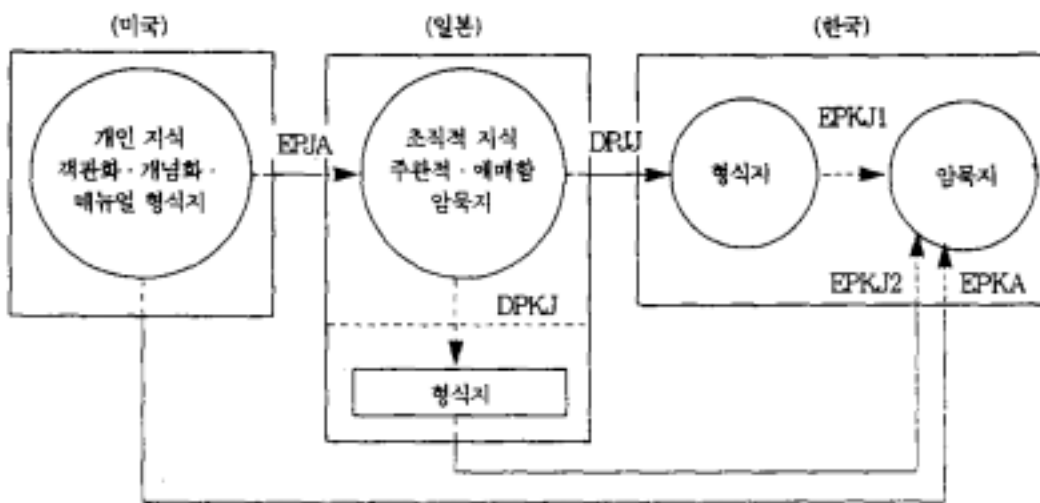 (미국)
(일본)
(한국)
개인 지식
객관화·개념화·
매뉴얼 형식지
EPJA
조직적 지식
주관적·애매함
암묵지
DRJJ
형식지
EPKJ1
암묵지
DPKJ
EPKJ2
EPKA
형식지